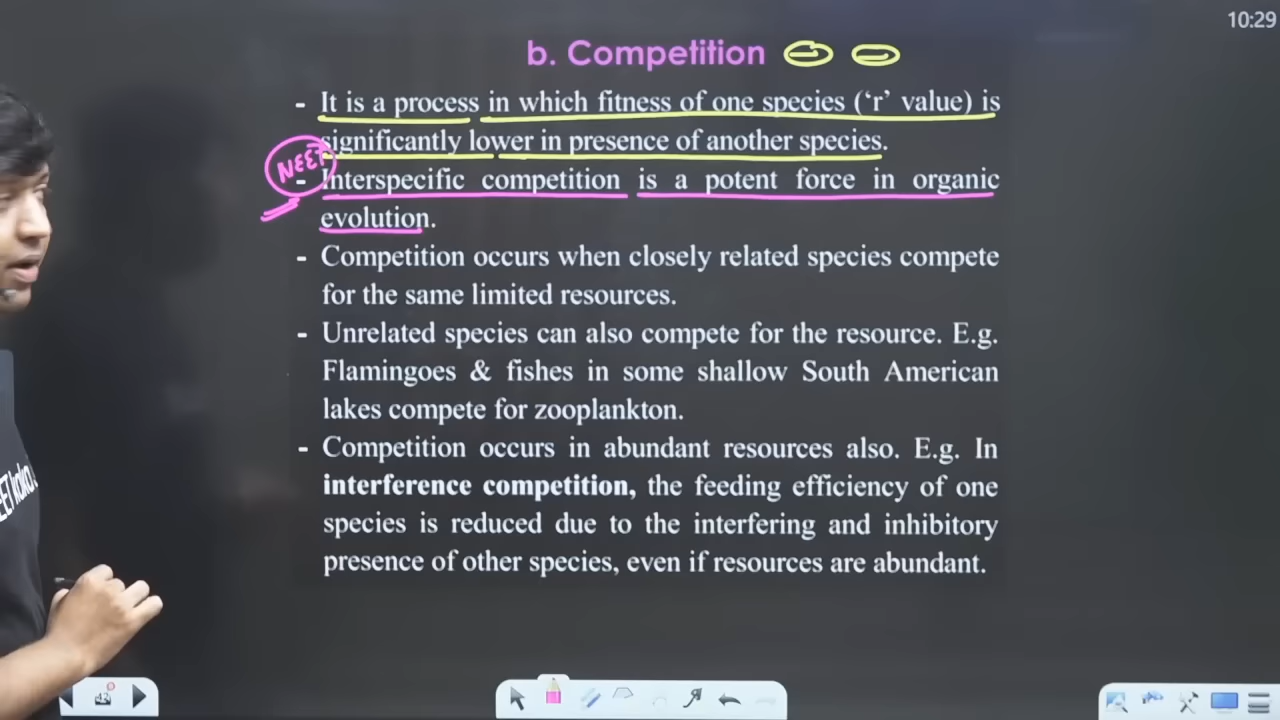 10:29
b. Competition
- It is a process in which fitness of one species (‘r’ value) is
significantly lower in presence of another species.
NEET
- Interspecific competition is a potent force in organic
evolution.
- Competition occurs when closely related species compete
for the same limited resources.
- Unrelated species can also compete for the resource. E.g.
Flamingoes & fishes in some shallow South American
lakes compete for zooplankton.
- Competition occurs in abundant resources also. E.g. In
interference competition, the feeding efficiency of one
species is reduced due to the interfering and inhibitory
presence of other species, even if resources are abundant.